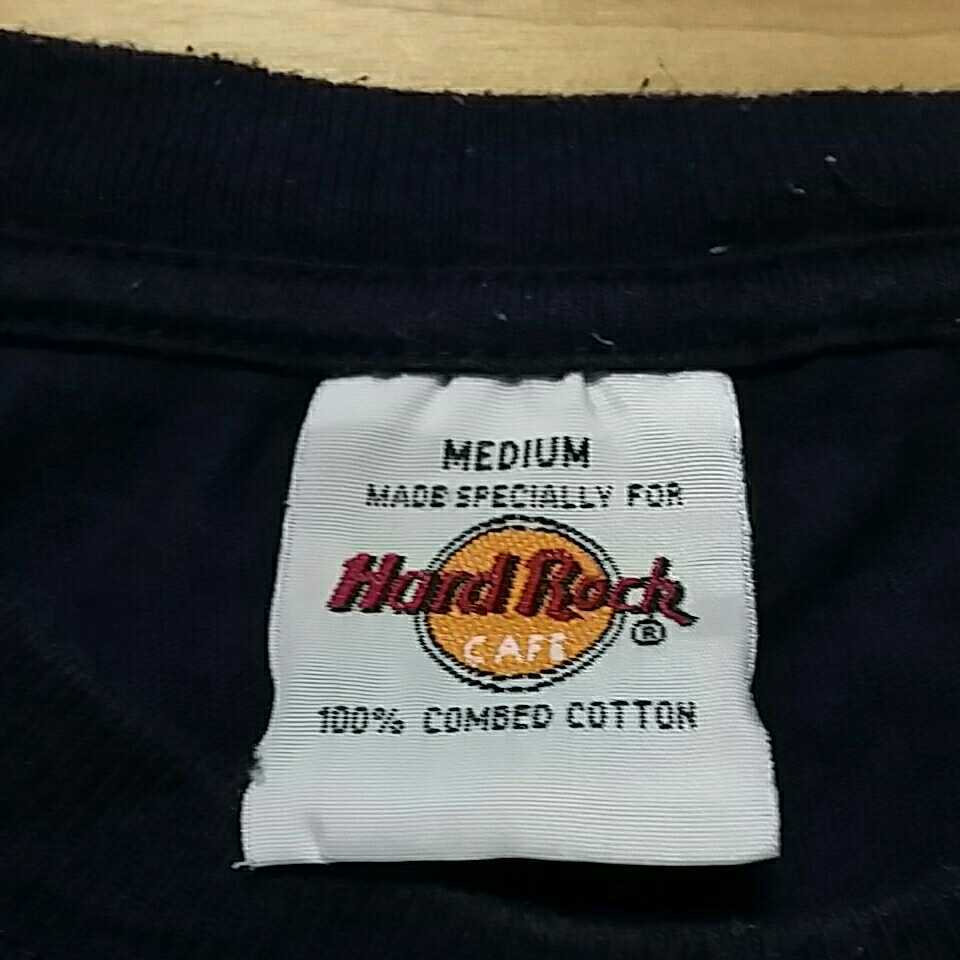 MEDIUM
MADE SPECIALLY FOR
Hard Rock
CAFE
®
100% COMBED COTTON